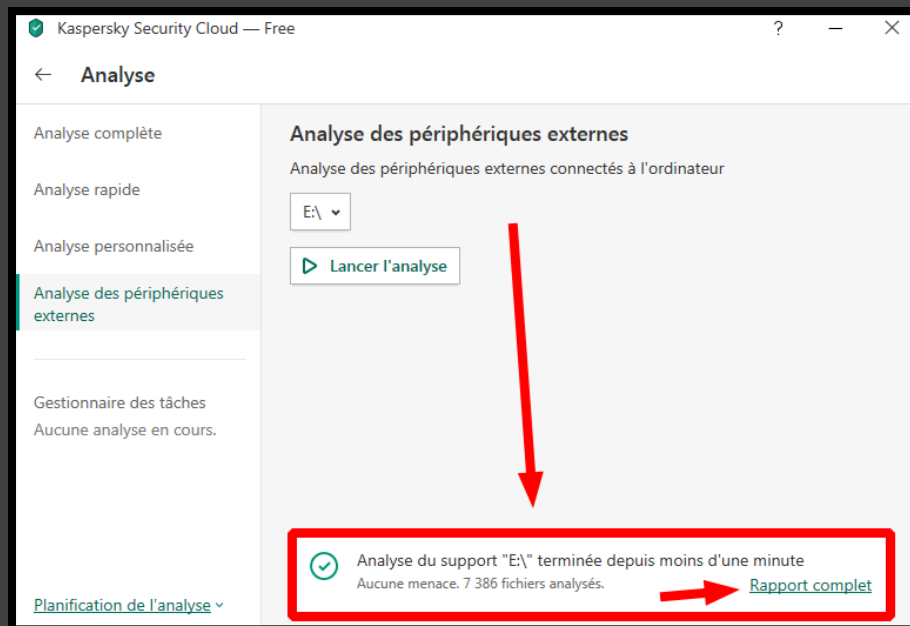 Kaspersky Security Cloud — Free
?
Analyse
Analyse complète
Analyse rapide
Analyse personnalisée
Analyse des périphériques
externes
Gestionnaire des tâches
Aucune analyse en cours.
Planification de l'analyse
Analyse des périphériques externes
Analyse des périphériques externes connectés à l'ordinateur
E:\
Lancer l'analyse
Analyse du support "E:\" terminée depuis moins d'une minute
Aucune menace. 7 386 fichiers analysés.
Rapport complet